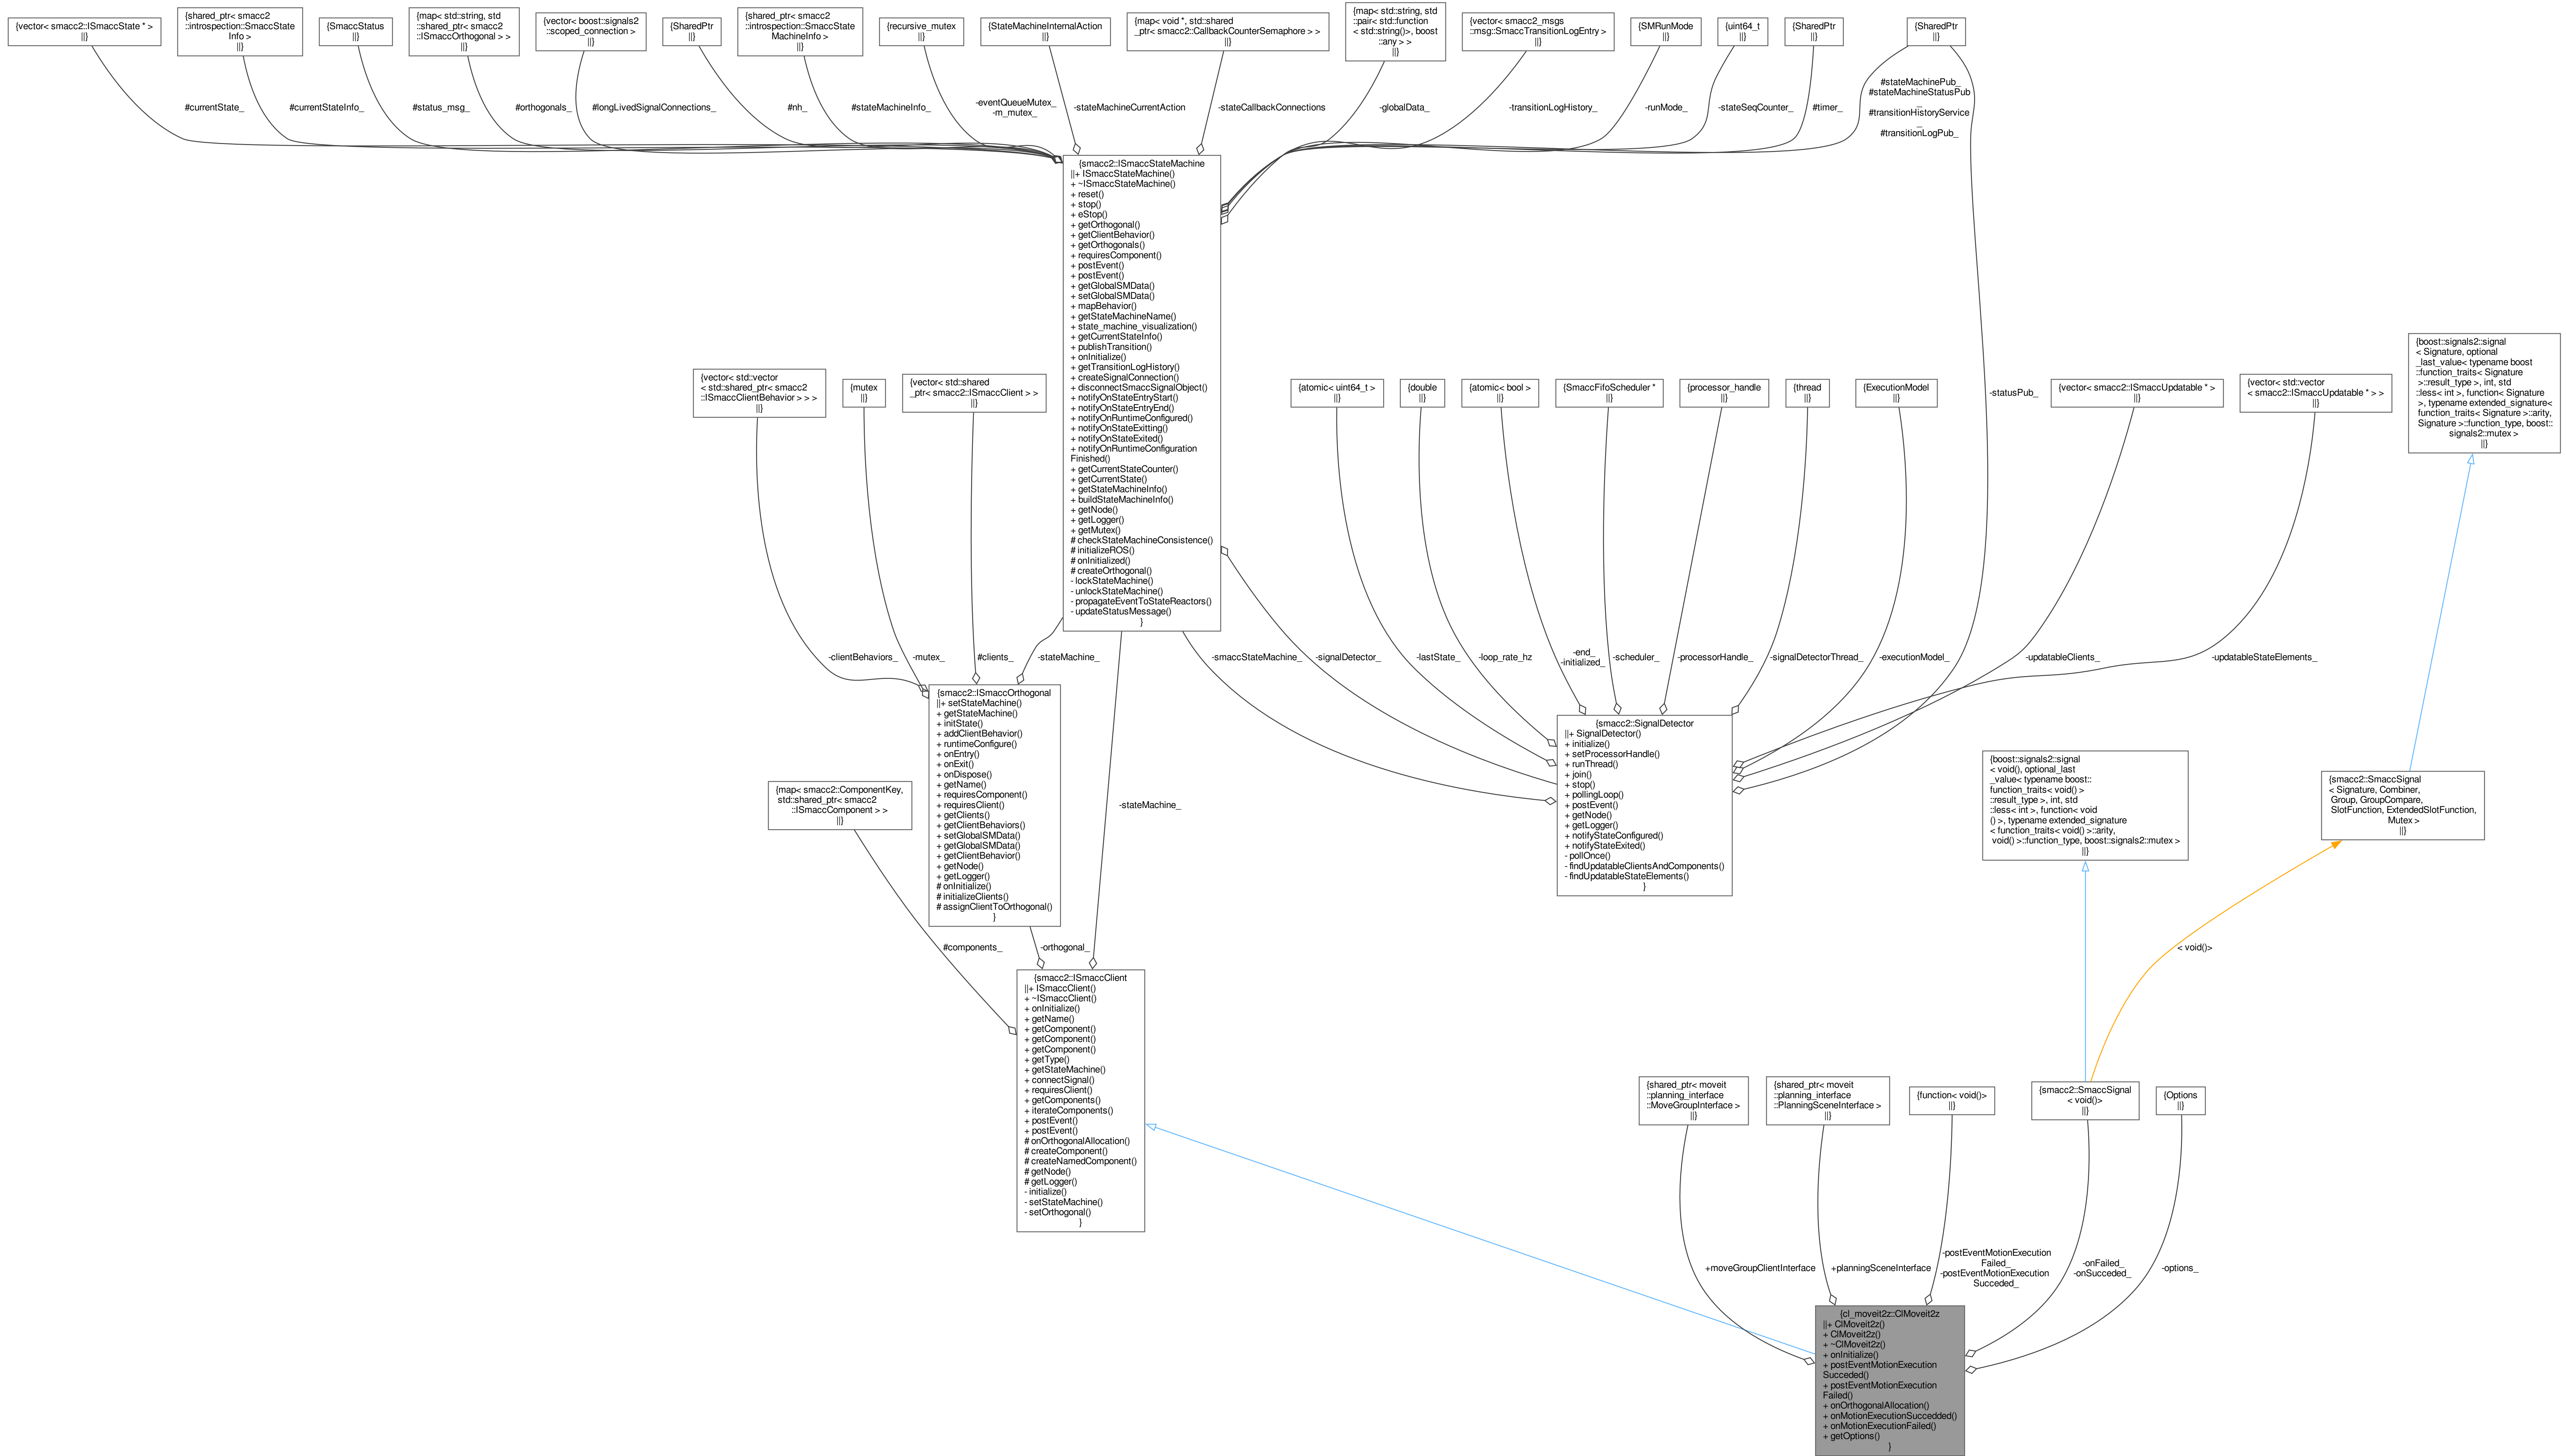 {vector< smacc2::ISmaccState * >
||}
{shared_ptr< smacc2
::introspection::SmaccState
Info >
||}
{SmaccStatus
||}
{map< std::string, std
::shared_ptr< smacc2
::ISmaccOrthogonal > >
||}
{vector< boost::signals2
::scoped_connection >
||}
{SharedPtr
||}
{shared_ptr< smacc2
::introspection::SmaccState
MachineInfo >
||}
{recursive_mutex
||}
{StateMachineInternalAction
||}
{map< void *, std::shared
_ptr< smacc2::CallbackCounterSemaphore > >
||}
{map< std::string, std
::pair< std::function
< std::string()>, boost
::any > >
||}
{vector< smacc2_msgs
::msg::SmaccTransitionLogEntry >
||}
{SMRunMode
||}
{uint64_t
||}
{SharedPtr
||}
{SharedPtr
||}
#currentState_
#currentStateInfo_
#status_msg_
#orthogonals_
#longLivedSignalConnections_
#nh_
#stateMachineInfo_
-eventQueueMutex_
-m_mutex_
-stateMachineCurrentAction
-stateCallbackConnections
-globalData_
-transitionLogHistory_
-runMode_
-stateSeqCounter_
#timer_
#stateMachinePub_
#stateMachineStatusPub
_
#transitionHistoryService
_
#transitionLogPub_
{smacc2::ISmaccStateMachine
||+ ISmaccStateMachine()
+ ~ISmaccStateMachine()
+ reset()
+ stop()
+ eStop()
+ getOrthogonal()
+ getClientBehavior()
+ getOrthogonals()
+ requiresComponent()
+ postEvent()
+ postEvent()
+ getGlobalSMData()
+ setGlobalSMData()
+ mapBehavior()
+ getStateMachineName()
+ state_machine_visualization()
+ getCurrentStateInfo()
+ publishTransition()
+ onInitialize()
+ getTransitionLogHistory()
+ createSignalConnection()
+ disconnectSmaccSignalObject()
+ notifyOnStateEntryStart()
+ notifyOnStateEntryEnd()
+ notifyOnRuntimeConfigured()
+ notifyOnStateExitting()
+ notifyOnStateExited()
+ notifyOnRuntimeConfiguration
Finished()
+ getCurrentStateCounter()
+ getCurrentState()
+ getStateMachineInfo()
+ buildStateMachineInfo()
+ getNode()
+ getLogger()
+ getMutex()
# checkStateMachineConsistence()
# initializeROS()
# onInitialized()
# createOrthogonal()
- lockStateMachine()
- unlockStateMachine()
- propagateEventToStateReactors()
- updateStatusMessage()
}
{vector< std::vector
< std::shared_ptr< smacc2
::ISmaccClientBehavior > > >
||}
{mutex
||}
{vector< std::shared
_ptr< smacc2::ISmaccClient > >
||}
{atomic< uint64_t >
||}
{double
||}
{atomic< bool >
||}
{SmaccFifoScheduler *
||}
{processor_handle
||}
{thread
||}
{ExecutionModel
||}
-statusPub_
{vector< smacc2::ISmaccUpdatable * >
||}
{vector< std::vector
< smacc2::ISmaccUpdatable * > >
||}
{boost::signals2::signal
< Signature, optional
_last_value< typename boost
::function_traits< Signature
>::result_type >, int, std
::less< int >, function< Signature
>, typename extended_signature<
function_traits< Signature >::arity,
Signature >::function_type, boost::
signals2::mutex >
||}
-clientBehaviors_
-mutex_
#clients_
-stateMachine_
-smaccStateMachine_
-signalDetector_
-lastState_
-loop_rate_hz
-end_
-initialized_
-scheduler_
-processorHandle_
-signalDetectorThread_
-executionModel_
-updatableClients_
-updatableStateElements_
{smacc2::ISmaccOrthogonal
||+ setStateMachine()
+ getStateMachine()
+ initState()
+ addClientBehavior()
+ runtimeConfigure()
+ onEntry()
+ onExit()
+ onDispose()
+ getName()
+ requiresComponent()
+ requiresClient()
+ getClients()
+ getClientBehaviors()
+ setGlobalSMData()
+ getGlobalSMData()
+ getClientBehavior()
+ getNode()
+ getLogger()
# onInitialize()
# initializeClients()
# assignClientToOrthogonal()
}
{smacc2::SignalDetector
||+ SignalDetector()
+ initialize()
+ setProcessorHandle()
+ runThread()
+ join()
+ stop()
+ pollingLoop()
+ postEvent()
+ getNode()
+ getLogger()
+ notifyStateConfigured()
+ notifyStateExited()
- pollOnce()
- findUpdatableClientsAndComponents()
- findUpdatableStateElements()
}
{map< smacc2::ComponentKey,
std::shared_ptr< smacc2
::ISmaccComponent > >
||}
-stateMachine_
{boost::signals2::signal
< void(), optional_last
_value< typename boost::
function_traits< void() >
::result_type >, int, std
::less< int >, function< void
() >, typename extended_signature
< function_traits< void() >::arity,
void() >::function_type, boost::signals2::mutex >
||}
{smacc2::SmaccSignal
< Signature, Combiner,
Group, GroupCompare,
SlotFunction, ExtendedSlotFunction,
Mutex >
||}
#components_
-orthogonal_
< void()>
{smacc2::ISmaccClient
||+ ISmaccClient()
+ ~ISmaccClient()
+ onInitialize()
+ getName()
+ getComponent()
+ getComponent()
+ getComponent()
+ getType()
+ getStateMachine()
+ connectSignal()
+ requiresClient()
+ getComponents()
+ iterateComponents()
+ postEvent()
+ postEvent()
# onOrthogonalAllocation()
# createComponent()
# createNamedComponent()
# getNode()
# getLogger()
- initialize()
- setStateMachine()
- setOrthogonal()
}
{shared_ptr< moveit
::planning_interface
::MoveGroupInterface >
||}
{shared_ptr< moveit
::planning_interface
::PlanningSceneInterface >
||}
{function< void()>
||}
{smacc2::SmaccSignal
< void()>
||}
{Options
||}
+moveGroupClientInterface
+planningSceneInterface
-postEventMotionExecution
Failed_
-postEventMotionExecution
Succeded_
-onFailed_
-onSucceded_
-options_
{cl_moveit2z::ClMoveit2z
||+ ClMoveit2z()
+ ClMoveit2z()
+ ~ClMoveit2z()
+ onInitialize()
+ postEventMotionExecution
Succeded()
+ postEventMotionExecution
Failed()
+ onOrthogonalAllocation()
+ onMotionExecutionSuccedded()
+ onMotionExecutionFailed()
+ getOptions()
}